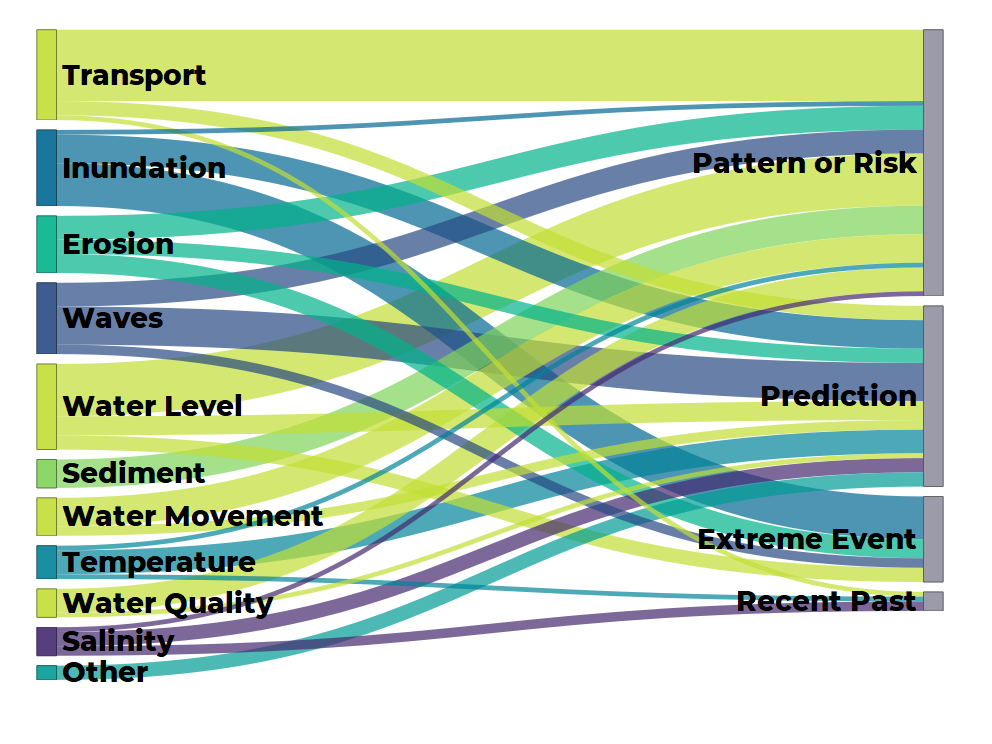 Transport
Inundation
Erosion
Waves
Water Level
Sediment
Water Movement
Temperature
Water Quality
Salinity
Other
Pattern or Risk
Prediction
Extreme Event
Recent Past